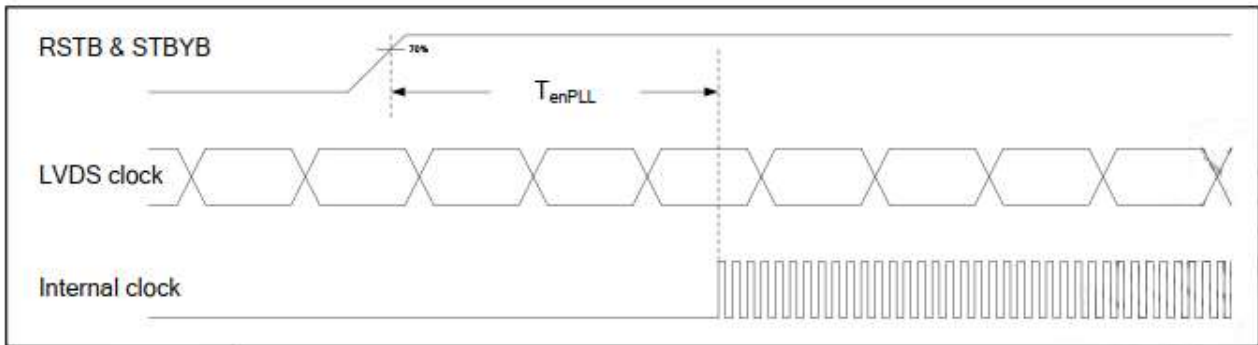 RSTB & STBYB
70%
TenPLL
LVDS clock
Internal clock